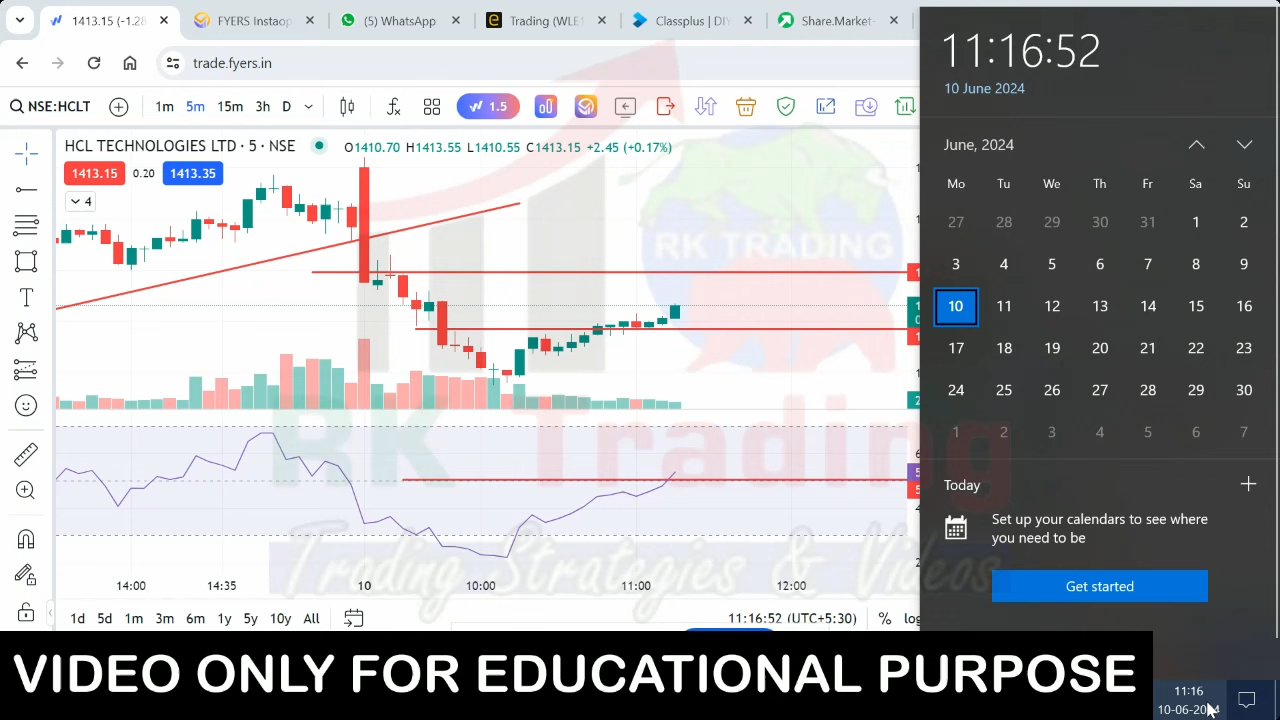 1413.15 (-1.28
FYERS Instaop
(5) WhatsApp
Trading (WLE1
Classplus | DIY
Share.Market-
trade.fyers.in
NSE:HCLT
1m 5m 15m 3h D
1.5
HCL TECHNOLOGIES LTD · 5 · NSE
O1410.70 H1413.55 L1410.55 C1413.15 +2.45 (+0.17%)
1413.15 0.20 1413.35
4
RK TRADING
RK Trading
Trading Strategies & Videos
14:00 14:35 10 10:00 11:00 12:00
1d 5d 1m 3m 6m 1y 5y 10y All
11:16:52 (UTC+5:30) % log
11:16:52
10 June 2024
June, 2024
Mo Tu We Th Fr Sa Su
27 28 29 30 31 1 2
3 4 5 6 7 8 9
10 11 12 13 14 15 16
17 18 19 20 21 22 23
24 25 26 27 28 29 30
1 2 3 4 5 6 7
Today
Set up your calendars to see where
you need to be
Get started
VIDEO ONLY FOR EDUCATIONAL PURPOSE
11:16
10-06-2024